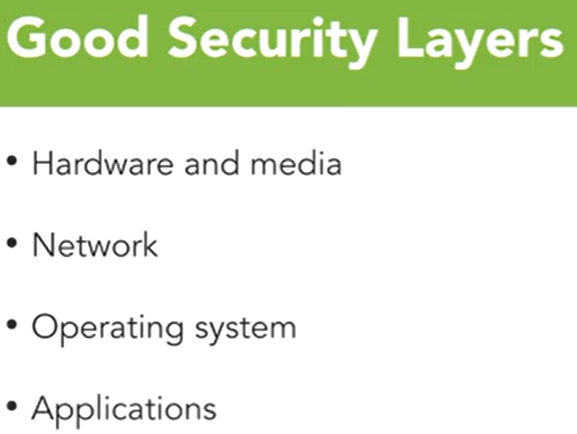 Good Security Layers
• Hardware and media
• Network
• Operating system
• Applications